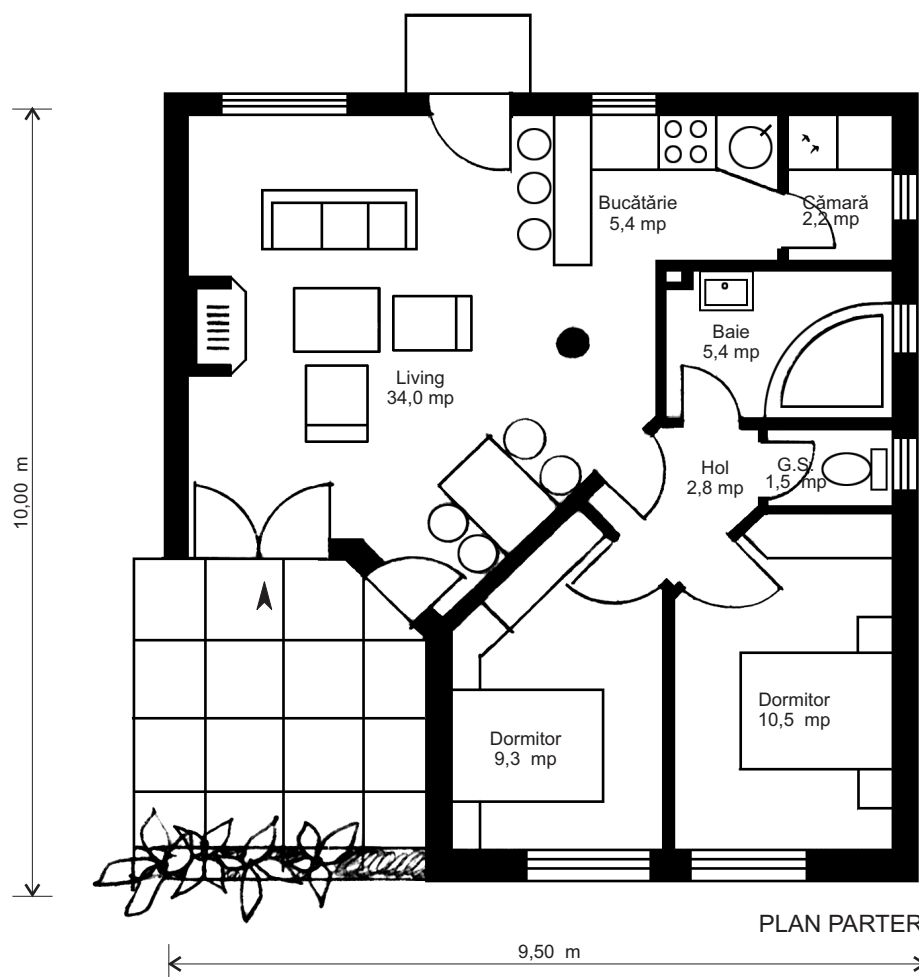 Bucătărie
5,4 mp
Cămară
2,2 mp
Baie
5,4 mp
Living
34,0 mp
Hol
2,8 mp
G.S.
1,5 mp
10,00 m
Dormitor
10,5 mp
Dormitor
9,3 mp
PLAN PARTER
9,50 m